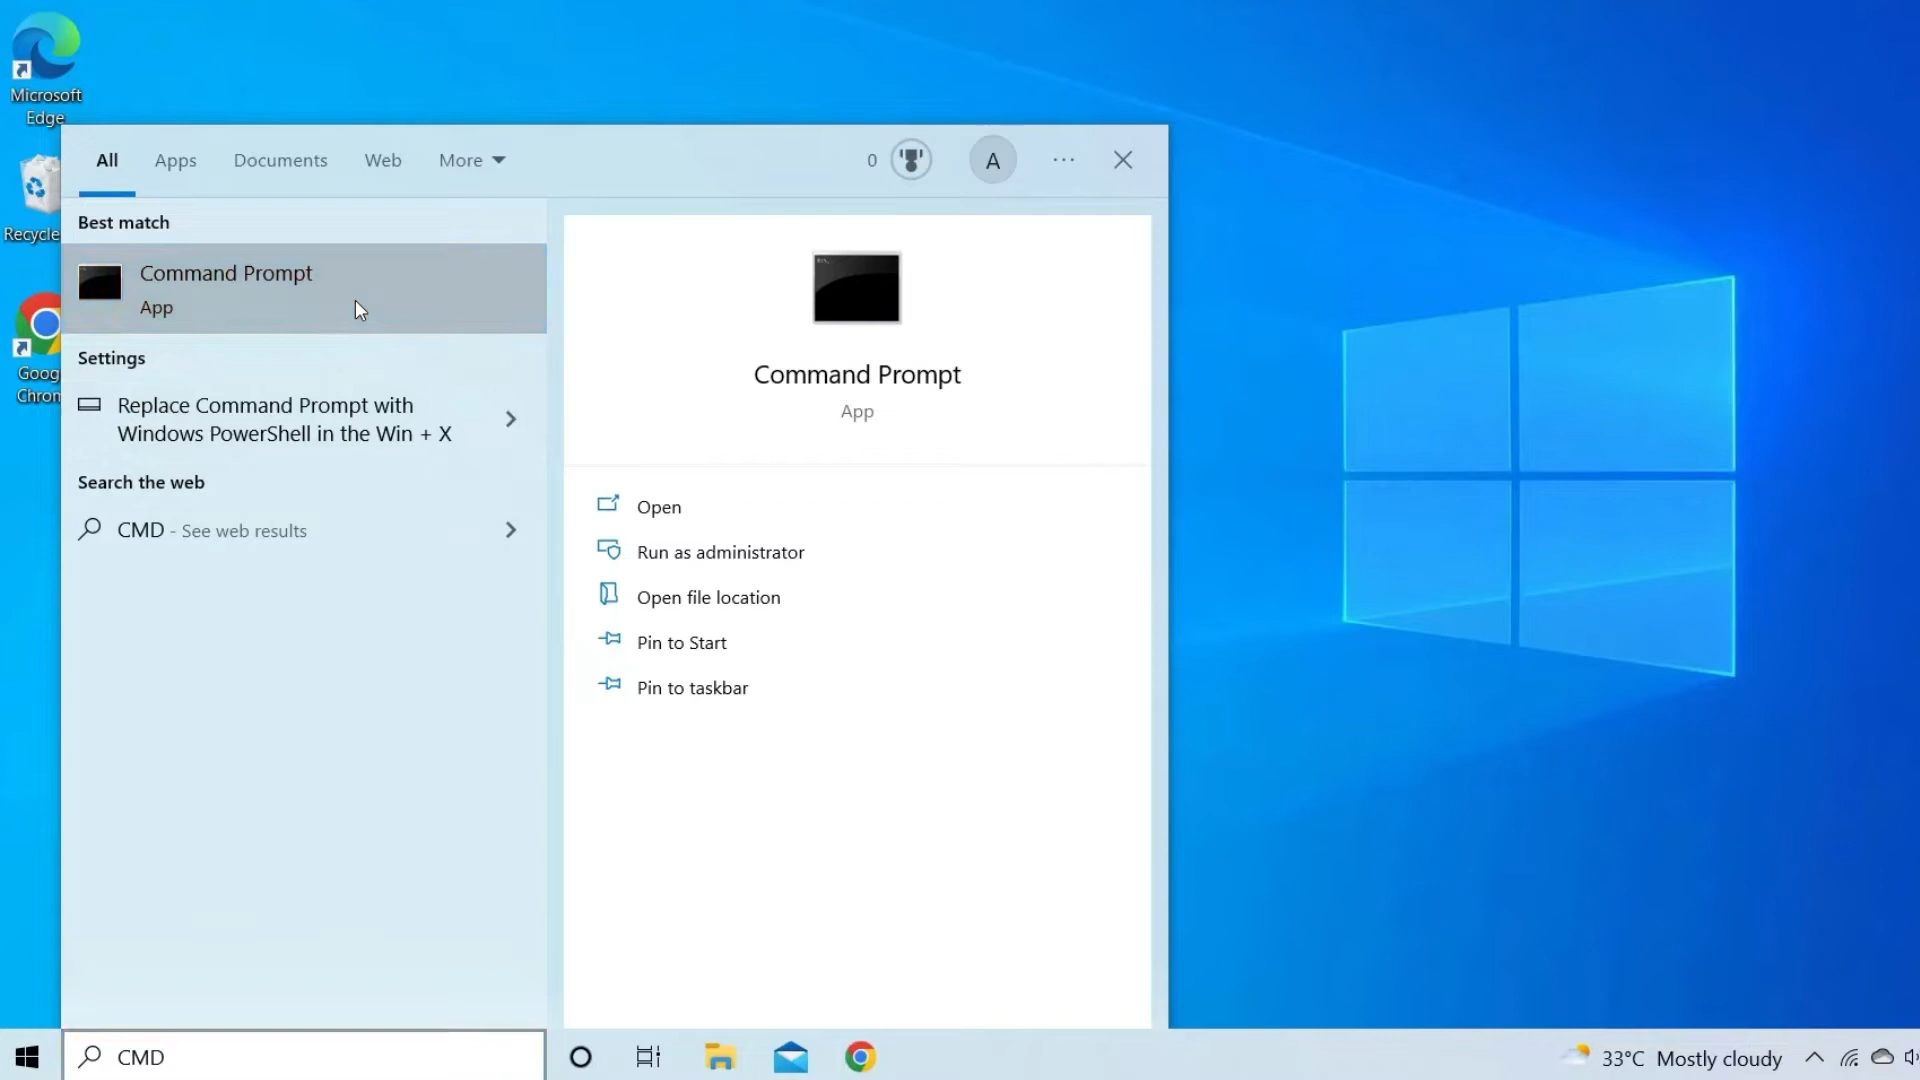 Microsoft
Edge
Recycle
Goog
Chron
All
Apps
Documents
Web
More
0
A
Best match
Command Prompt
App
Settings
Replace Command Prompt with
Windows PowerShell in the Win + X
Search the web
CMD - See web results
Command Prompt
App
Open
Run as administrator
Open file location
Pin to Start
Pin to taskbar
CMD
33°C Mostly cloudy